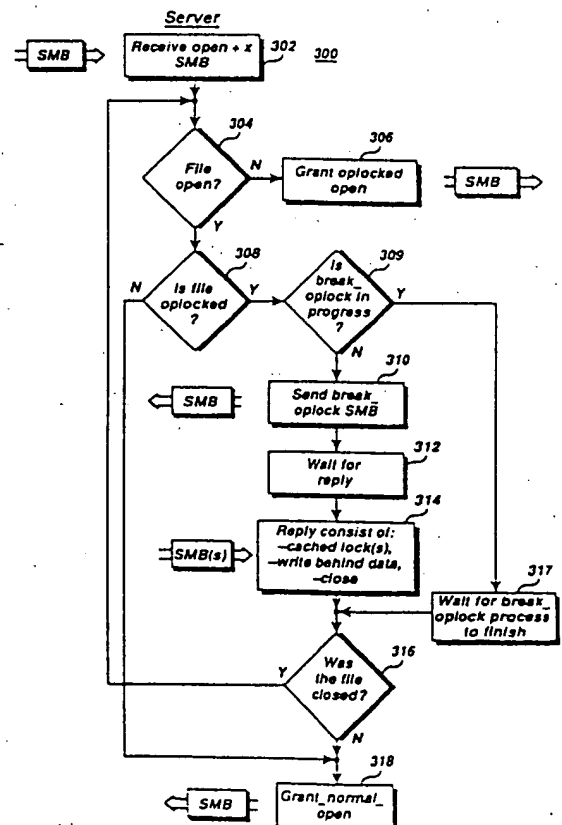 Server
SMB
Receive open + x
SMB
302
300
304
File
open?
N
306
Grant oplocked
open
SMB
Y
308
N
Is file
oplocked
?
Y
309
Is
break_
oplock in
progress
?
Y
N
310
SMB
Send break_
oplock SMB
312
Wait for
reply
314
SMB(s)
Reply consist of:
–cached lock(s),
–write behind data,
–close
317
Wait for break_
oplock process
to finish
316
Y
Was
the file
closed?
N
318
SMB
Grant_normal_
open